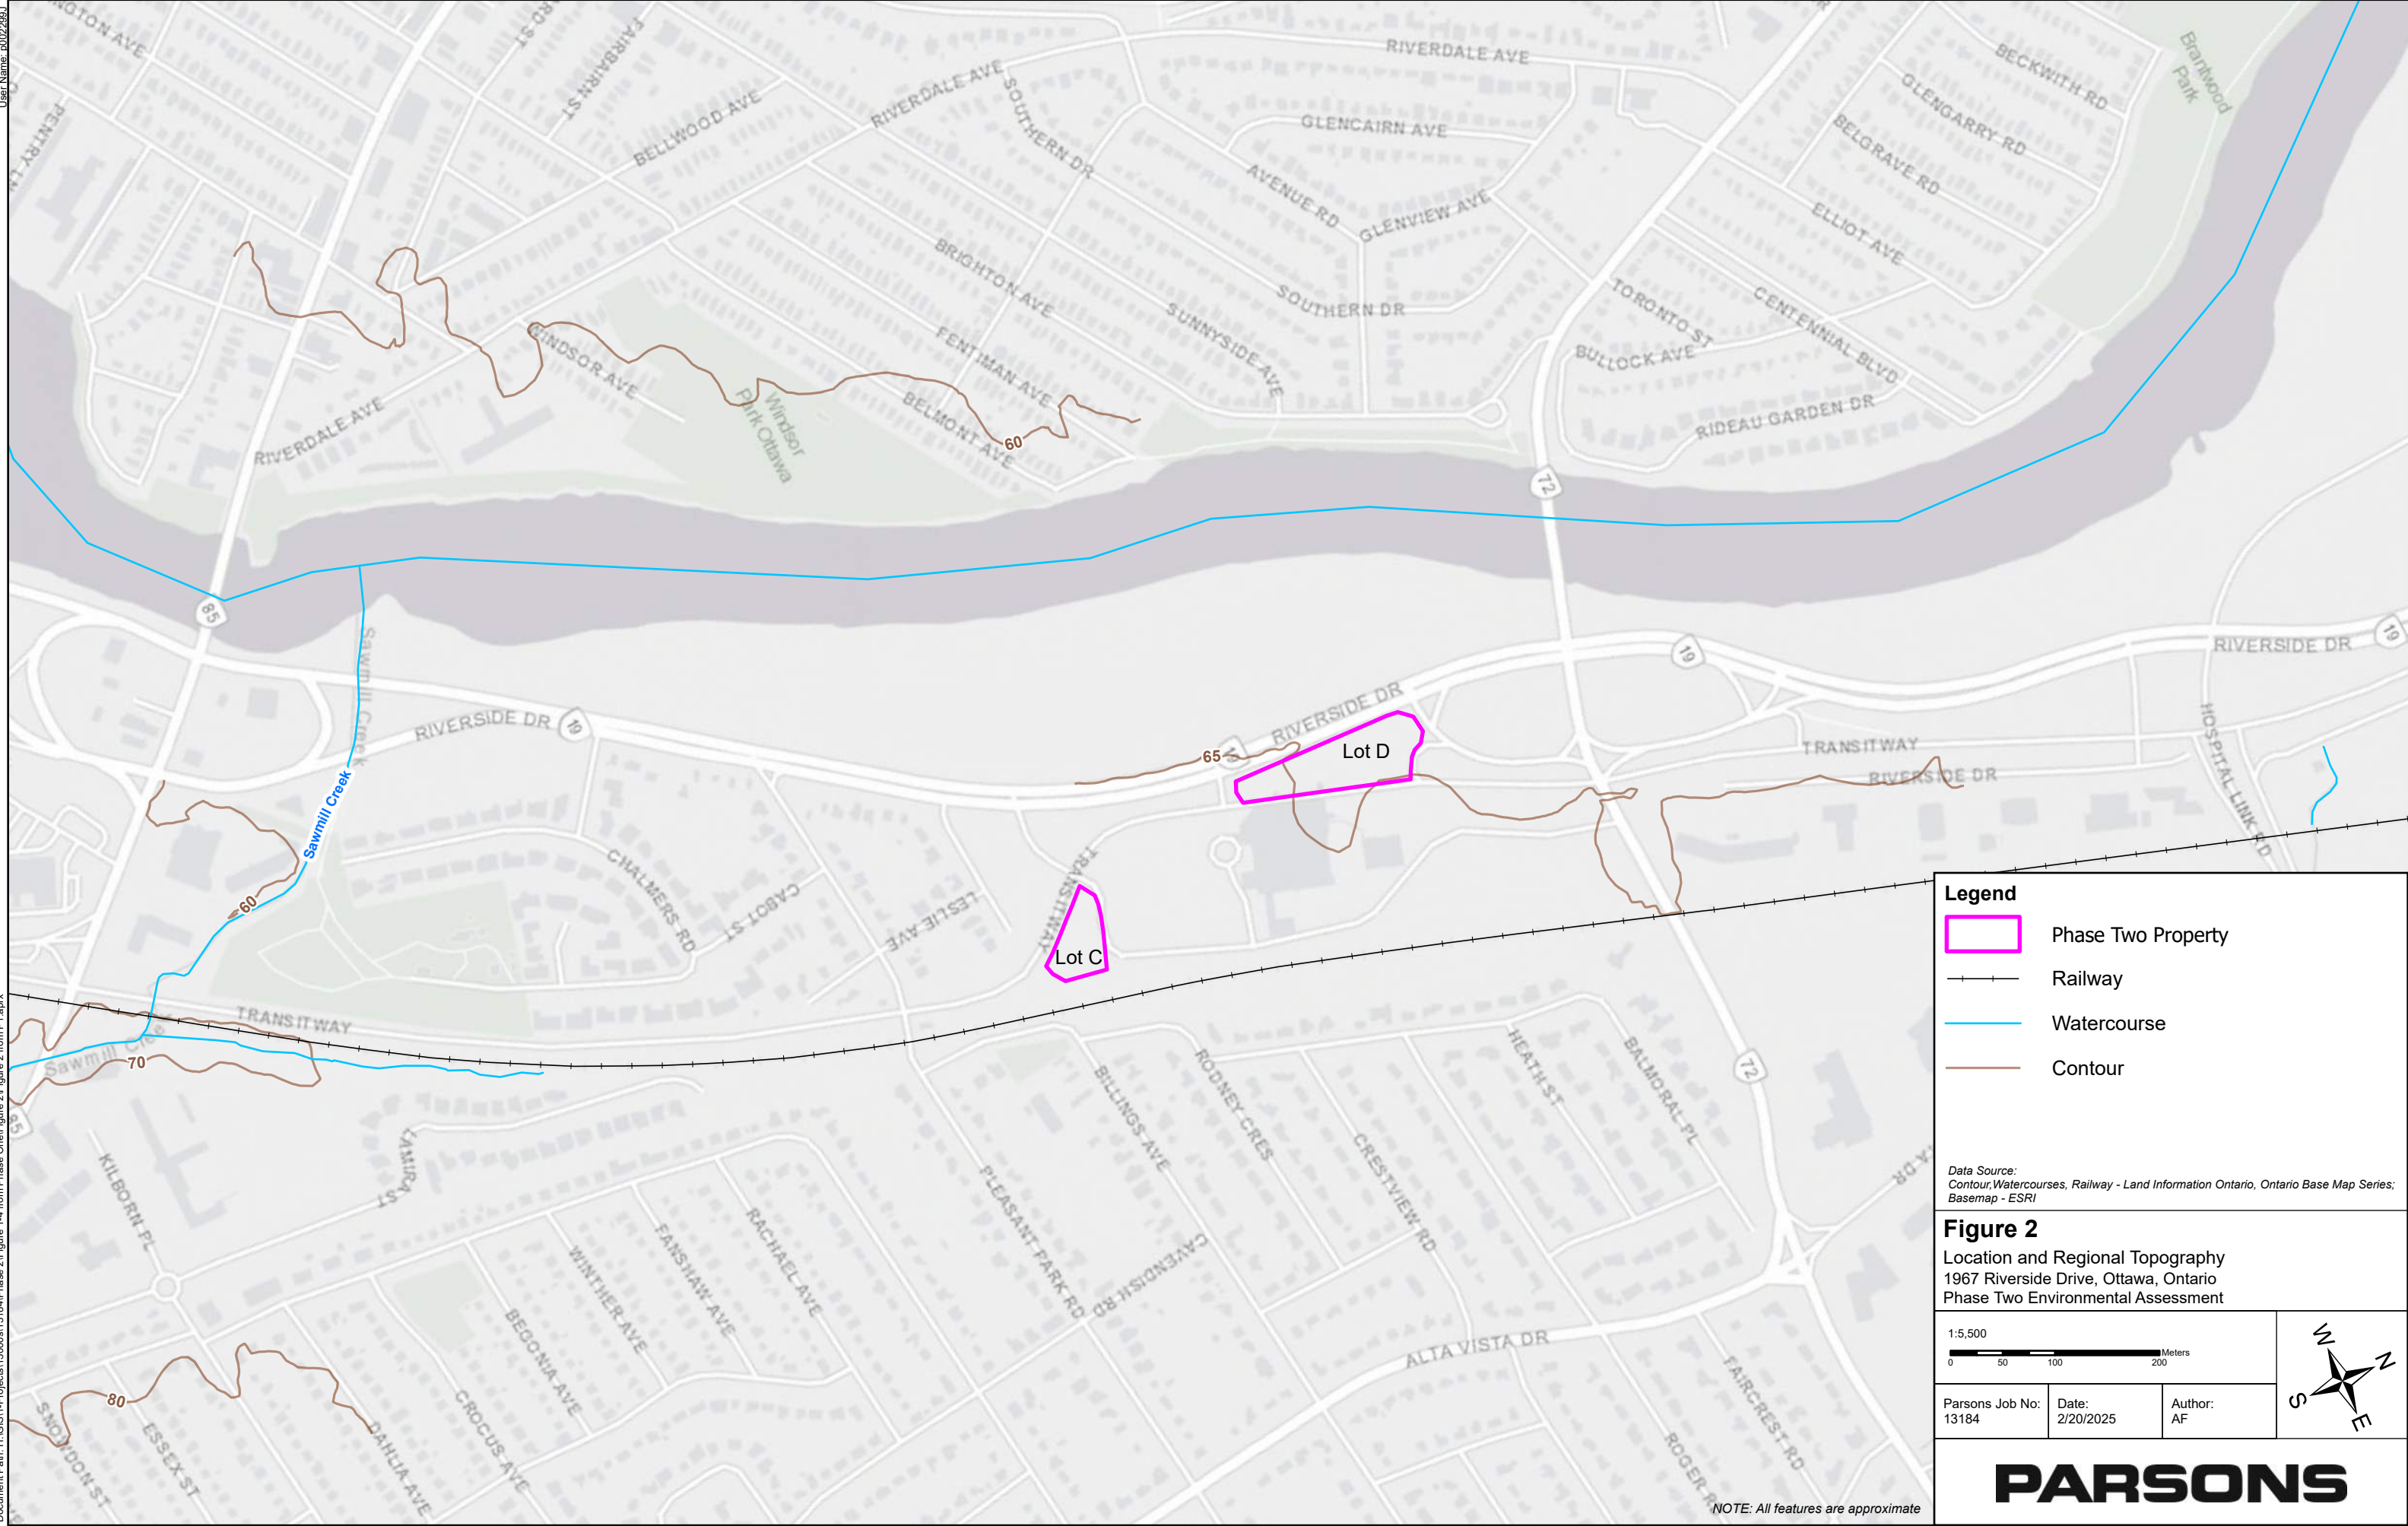 User Name: p0022993
RIVERDALE AVE
BECKWITH RD
Brantwood
Park
FAIRBAIRN ST
BELLWOOD AVE
RIVERDALE AVE
SOUTHERN DR
GLENCAIRN AVE
GLENGARRY RD
BELGRAVE RD
PENTRY LN
AVENUE RD
GLENVIEW AVE
ELLIOT AVE
BRIGHTON AVE
SUNNYSIDE AVE
SOUTHERN DR
TORONTO ST
CENTENNIAL BLVD
WINDSOR AVE
FENTIMAN AVE
BULLOCK AVE
RIVERDALE AVE
Windsor
Park Ottawa
BELMONT AVE
60
RIDEAU GARDEN DR
72
85
Sawmill Creek
19
RIVERSIDE DR
19
RIVERSIDE DR
19
RIVERSIDE DR
65
Lot D
TRANSITWAY
RIVERSIDE DR
HOSPITAL LINK RD
Sawmill Creek
60
CHALMERS RD
CABOT ST
LESLIE AVE
TRANSITWAY
Lot C
TRANSITWAY
Sawmill Creek
70
85
72
KILBORN PL
LAMIRA ST
BILLINGS AVE
RODNEY CRES
HEATH ST
BALMORAL PL
CRESTVIEW RD
PLEASANT PARK RD
CAVENDISH RD
WINTHER AVE
FANSHAW AVE
RACHAEL AVE
BEGONIA AVE
ALTA VISTA DR
80
SNOWDON ST
ESSEX ST
DAHLIA AVE
CROCUS AVE
FAIRCREST RD
ROGER
NOTE: All features are approximate
Legend
Phase Two Property
Railway
Watercourse
Contour
Data Source:
Contour,Watercourses, Railway - Land Information Ontario, Ontario Base Map Series;
Basemap - ESRI
Figure 2
Location and Regional Topography
1967 Riverside Drive, Ottawa, Ontario
Phase Two Environmental Assessment
1:5,500
Meters
0 50 100 200
W N S E
Parsons Job No:
13184
Date:
2/20/2025
Author:
AF
PARSONS